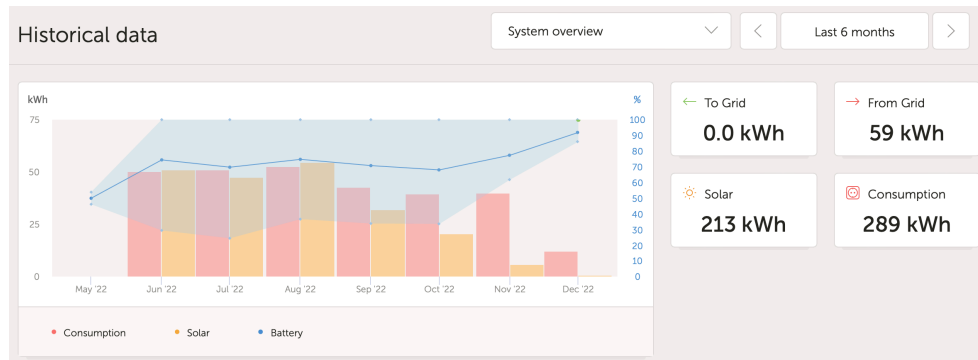 Historical data
System overview
Last 6 months
kWh
%
75
50
25
0
100
90
80
70
60
50
40
30
20
10
0
May '22
Jun '22
Jul '22
Aug '22
Sep '22
Oct '22
Nov '22
Dec '22
Consumption
Solar
Battery
To Grid
0.0 kWh
From Grid
59 kWh
Solar
213 kWh
Consumption
289 kWh